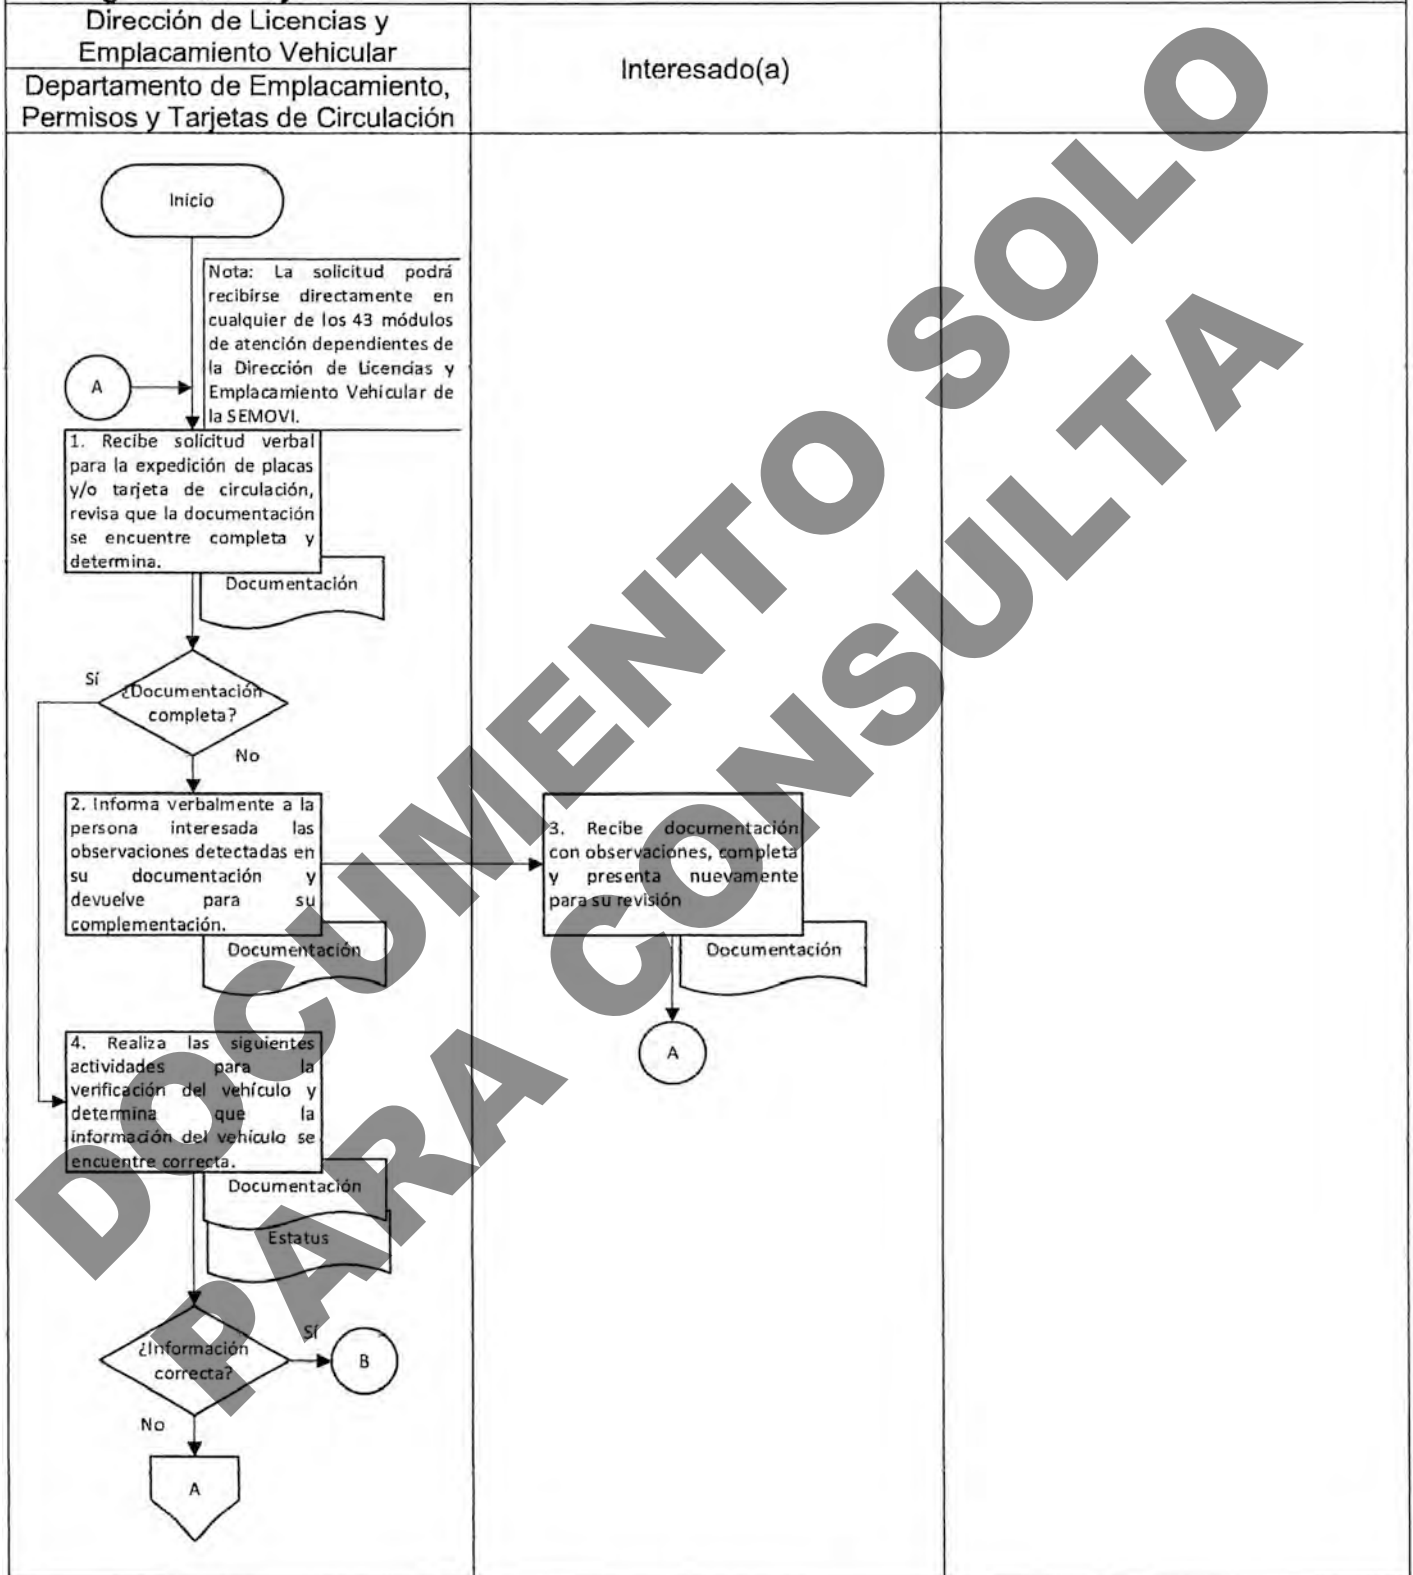 Dirección de Licencias y
Emplacamiento Vehicular
Departamento de Emplacamiento,
Permisos y Tarjetas de Circulación
Interesado(a)
Inicio
Nota: La solicitud podrá
recibirse directamente en
cualquier de los 43 módulos
de atención dependientes de
la Dirección de Licencias y
Emplacamiento Vehicular de
la SEMOVI.
A
1. Recibe solicitud verbal
para la expedición de placas
y/o tarjeta de circulación,
revisa que la documentación
se encuentre completa y
determina.
Documentación
Sí
¿Documentación
completa?
No
2. Informa verbalmente a la
persona interesada las
observaciones detectadas en
su documentación y
devuelve para su
complementación.
Documentación
3. Recibe documentación
con observaciones, completa
y presenta nuevamente
para su revisión
Documentación
A
4. Realiza las siguientes
actividades para la
verificación del vehículo y
determina que la
información del vehículo se
encuentre correcta.
Documentación
Estatus
¿Información
correcta?
Sí
B
No
A
DOCUMENTO SOLO
PARA CONSULTA